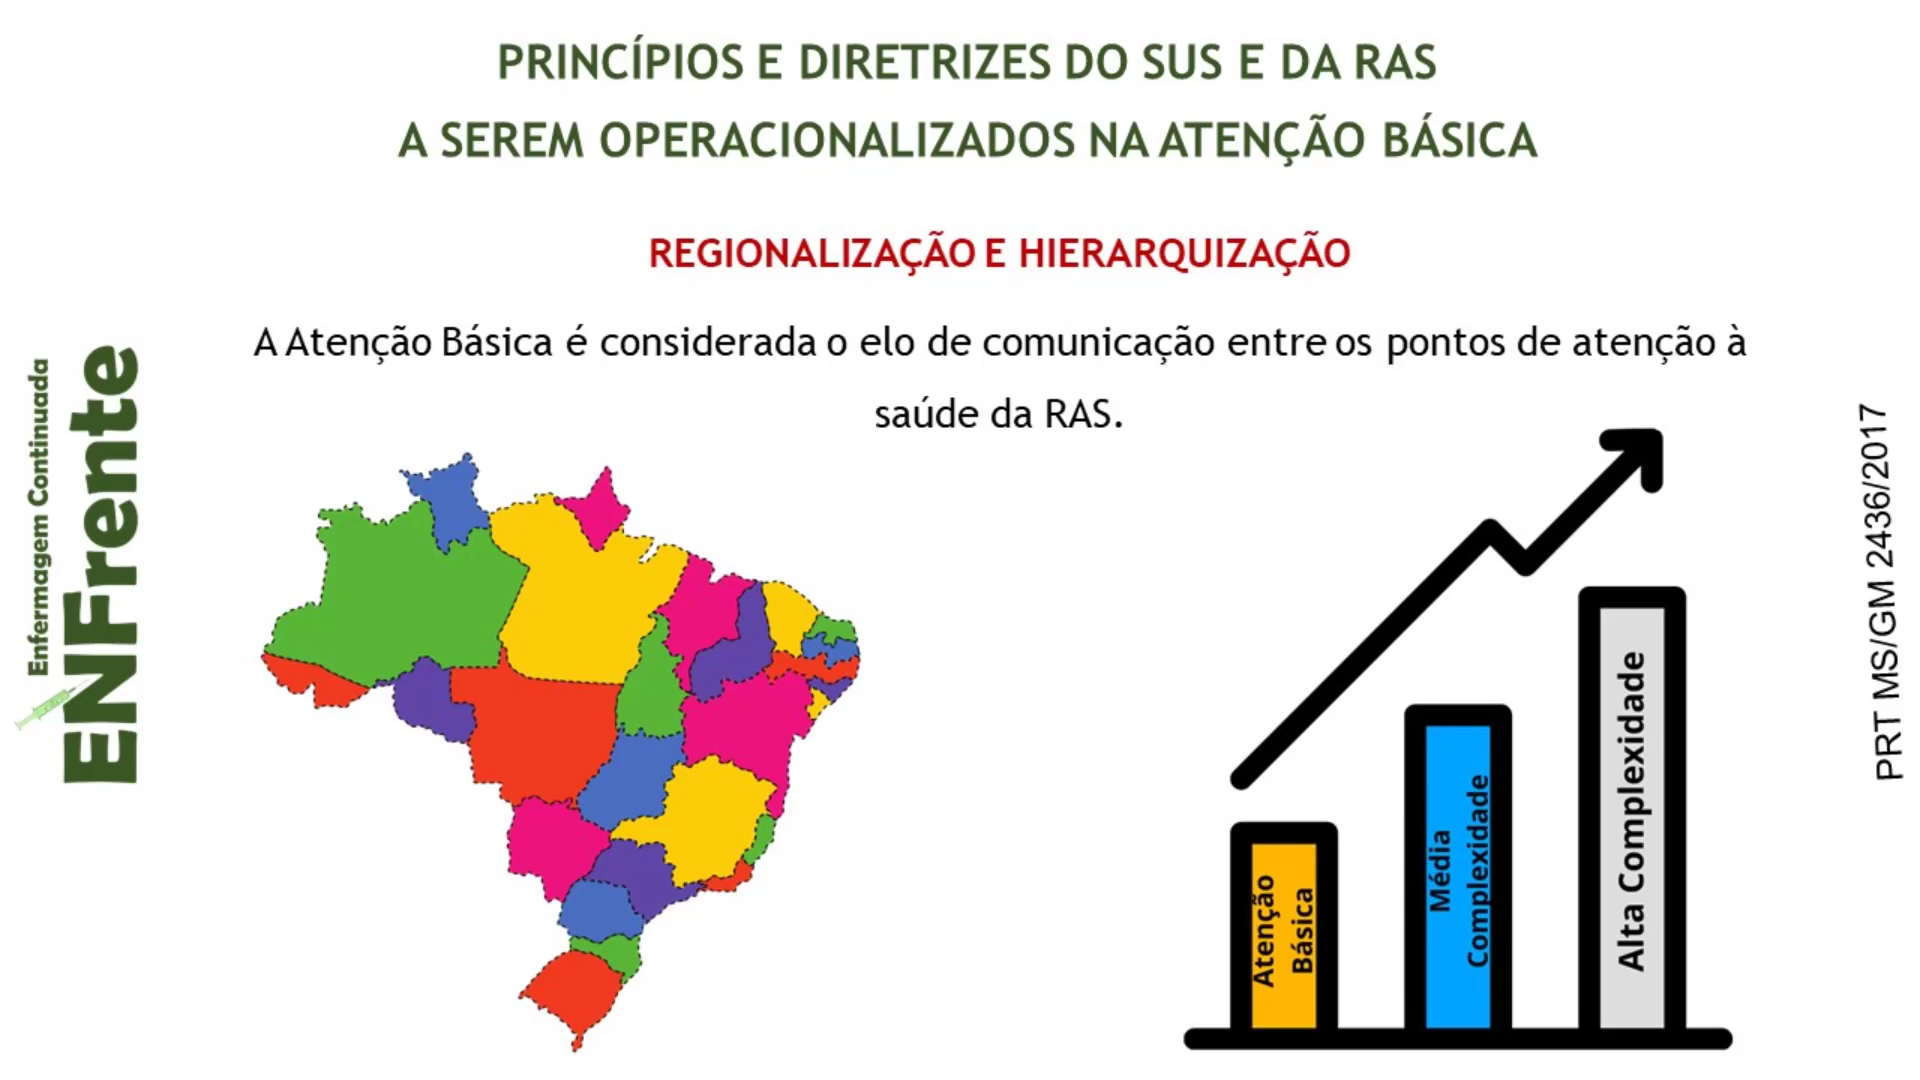 PRINCÍPIOS E DIRETRIZES DO SUS E DA RAS
A SEREM OPERACIONALIZADOS NA ATENÇÃO BÁSICA
REGIONALIZAÇÃO E HIERARQUIZAÇÃO
A Atenção Básica é considerada o elo de comunicação entre os pontos de atenção à
saúde da RAS.
Enfermagem Continuada
ENFrente
Atenção
Básica
Média
Complexidade
Alta Complexidade
PRT MS/GM 2436/2017